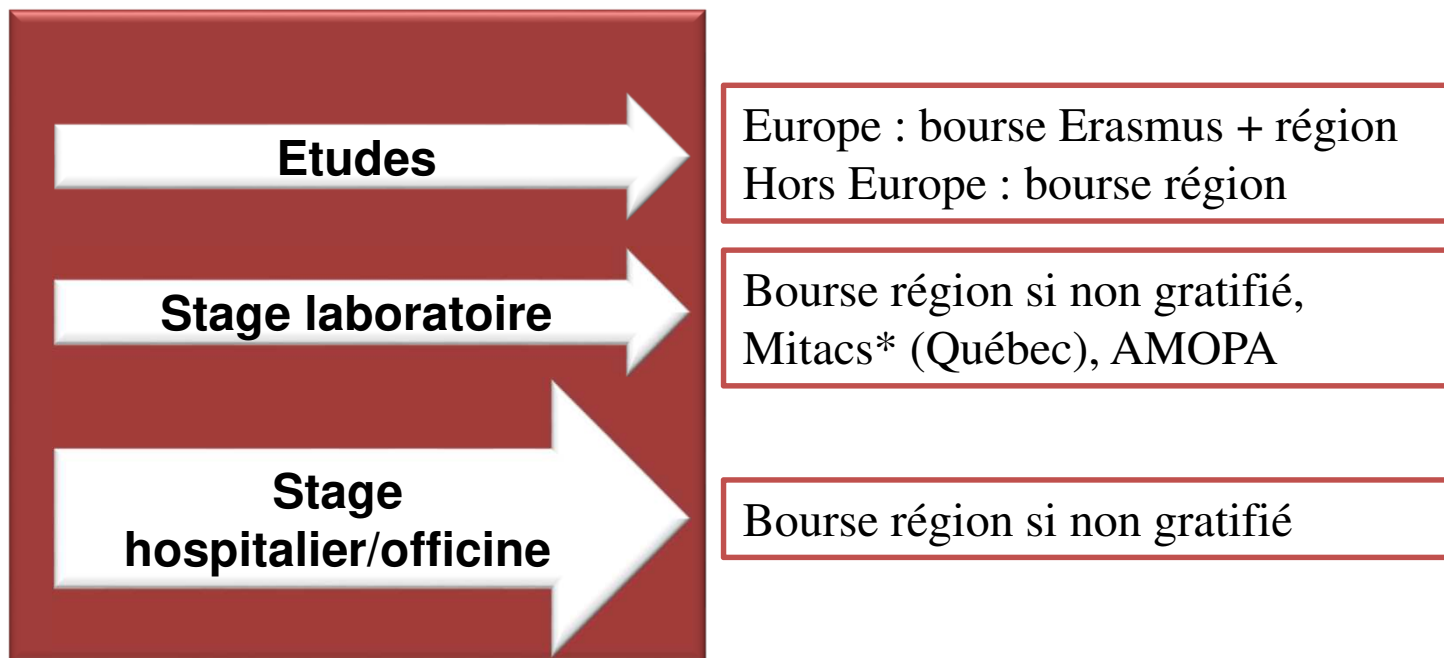 Etudes
Europe : bourse Erasmus + région
Hors Europe : bourse région
Stage laboratoire
Bourse région si non gratifié,
Mitacs* (Québec), AMOPA
Stage
hospitalier/officine
Bourse région si non gratifié